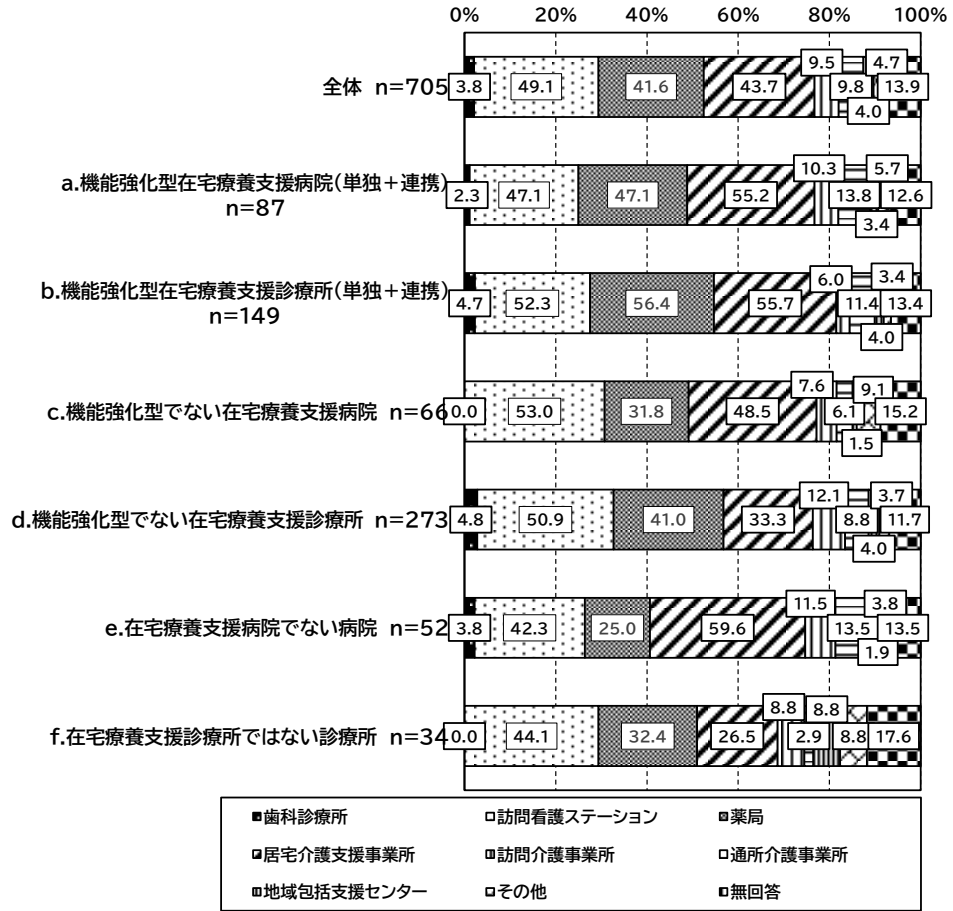 0% 20% 40% 60% 80% 100%
9.5 4.7
全体 n=705 3.8 49.1 41.6 43.7 9.8 13.9
4.0
10.3 5.7
a.機能強化型在宅療養支援病院(単独+連携)
n=87 2.3 47.1 47.1 55.2 13.8 12.6
3.4
6.0 3.4
b.機能強化型在宅療養支援診療所(単独+連携)
n=149 4.7 52.3 56.4 55.7 11.4 13.4
4.0
7.6 9.1
c.機能強化型でない在宅療養支援病院 n=66 0.0 53.0 31.8 48.5 6.1 15.2
1.5
12.1 3.7
d.機能強化型でない在宅療養支援診療所 n=273 4.8 50.9 41.0 33.3 8.8 11.7
4.0
11.5 3.8
e.在宅療養支援病院でない病院 n=52 3.8 42.3 25.0 59.6 13.5 13.5
1.9
8.8 8.8
f.在宅療養支援診療所ではない診療所 n=34 0.0 44.1 32.4 26.5 2.9 8.8 17.6
歯科診療所 訪問看護ステーション 薬局
居宅介護支援事業所 訪問介護事業所 通所介護事業所
地域包括支援センター その他 無回答